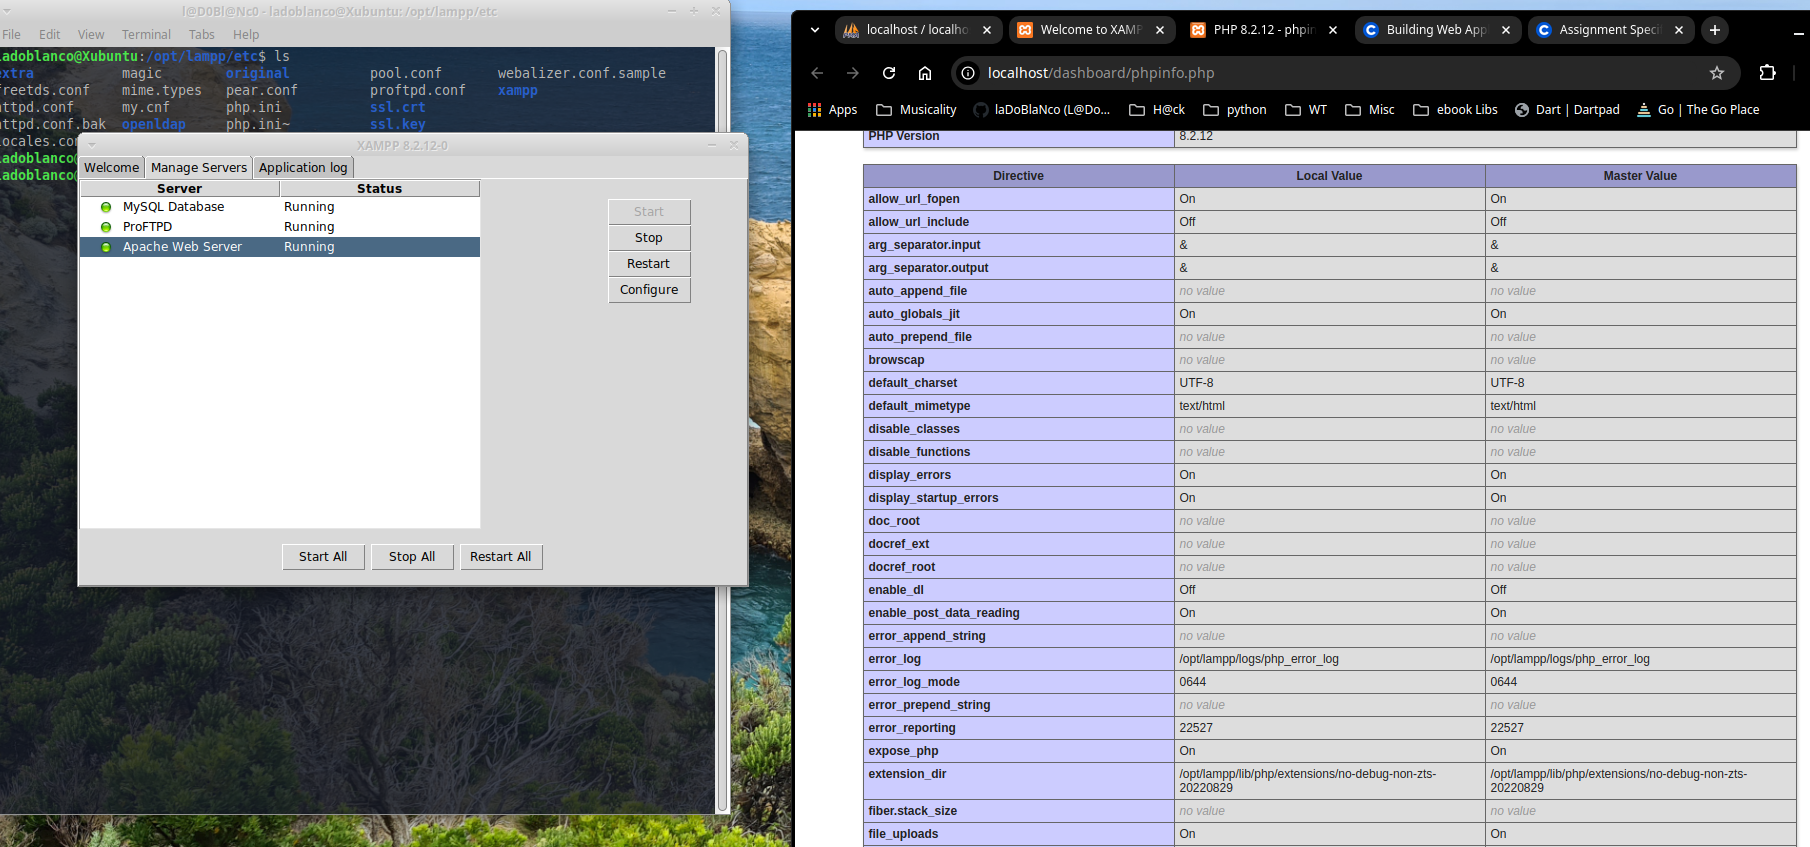 l@D0Bl@Nc0 - ladoblanco@Xubuntu: /opt/lampp/etc
File Edit View Terminal Tabs Help
ladoblanco@Xubuntu:/opt/lampp/etc$ ls
extra magic original pool.conf webalizer.conf.sample
freetds.conf mime.types pear.conf proftpd.conf xampp
httpd.conf my.cnf php.ini ssl.crt
httpd.conf.bak openldap php.ini~ ssl.key
XAMPP 8.2.12-0
Welcome Manage Servers Application log
Server Status
MySQL Database Running
ProFTPD Running
Apache Web Server Running
Start
Stop
Restart
Configure
Start All Stop All Restart All
localhost / localho
Welcome to XAMP
PHP 8.2.12 - phpin
Building Web App
Assignment Speci
localhost/dashboard/phpinfo.php
Apps Musicality laDoBlaNco (L@Do... H@ck python WT Misc ebook Libs Dart | Dartpad Go | The Go Place
PHP Version 8.2.12
Directive Local Value Master Value
allow_url_fopen On On
allow_url_include Off Off
arg_separator.input & &
arg_separator.output & &
auto_append_file no value no value
auto_globals_jit On On
auto_prepend_file no value no value
browscap no value no value
default_charset UTF-8 UTF-8
default_mimetype text/html text/html
disable_classes no value no value
disable_functions no value no value
display_errors On On
display_startup_errors On On
doc_root no value no value
docref_ext no value no value
docref_root no value no value
enable_dl Off Off
enable_post_data_reading On On
error_append_string no value no value
error_log /opt/lampp/logs/php_error_log /opt/lampp/logs/php_error_log
error_log_mode 0644 0644
error_prepend_string no value no value
error_reporting 22527 22527
expose_php On On
extension_dir /opt/lampp/lib/php/extensions/no-debug-non-zts-20220829 /opt/lampp/lib/php/extensions/no-debug-non-zts-20220829
fiber.stack_size no value no value
file_uploads On On